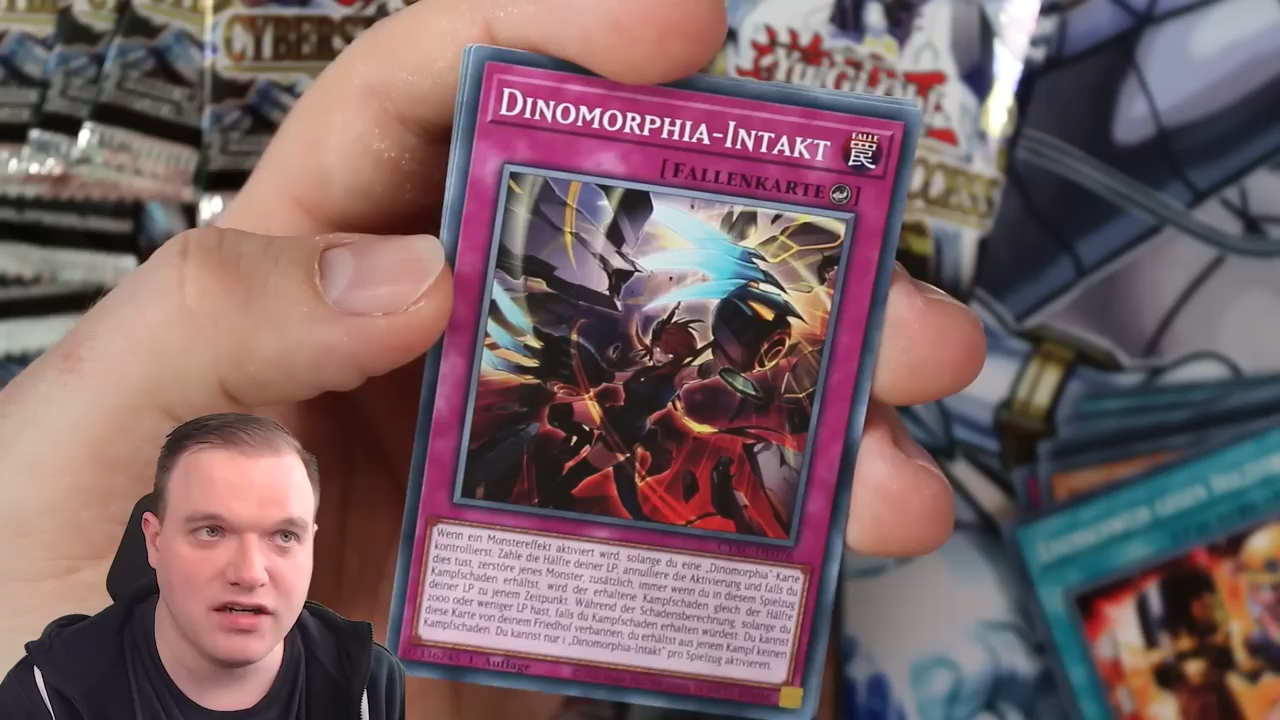 CYBERS
DINOMORPHIA-INTAKT
FALLE
罠
[FALLENKARTE]
CYAC-DE076
Wenn ein Monstereffekt aktiviert wird, solange du eine „Dinomorphia“-Karte
kontrollierst: Zahle die Hälfte deiner LP, annulliere die Aktivierung und falls du
dies tust, zerstöre jenes Monster, zusätzlich, immer wenn du in diesem Spielzug
Kampfschaden erhältst, wird der erhaltene Kampfschaden gleich der Hälfte
deiner LP zu jenem Zeitpunkt. Während der Schadensberechnung, solange du
2000 oder weniger LP hast, falls du Kampfschaden erhalten würdest: Du kannst
diese Karte von deinem Friedhof verbannen; du erhältst aus jenem Kampf keinen
Kampfschaden. Du kannst nur 1 „Dinomorphia-Intakt“ pro Spielzug aktivieren.
1. Auflage